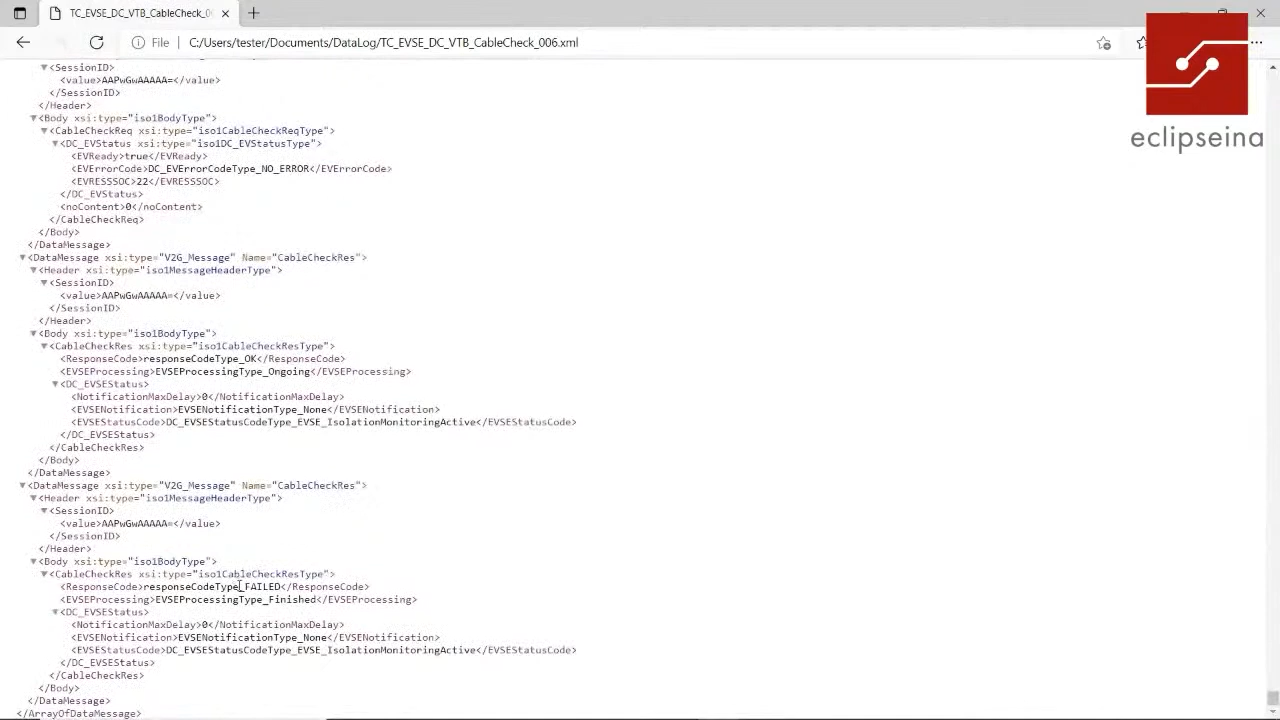 TC_EVSE_DC_VTB_CableCheck_0
File | C:/Users/tester/Documents/DataLog/TC_EVSE_DC_VTB_CableCheck_00α.xml
eclipseina
<SessionID>
<value>AAPwGwAAAAA=</value>
</SessionID>
</Header>
<Body xsi:type="iso1BodyType">
<CableCheckReq xsi:type="iso1CableCheckReqType">
<DC_EVStatus xsi:type="iso1DC_EVStatusType">
<EVReady>true</EVReady>
<EVErrorCode>DC_EVErrorCodeType_NO_ERROR</EVErrorCode>
<EVRESSSOC>22</EVRESSSOC>
</DC_EVStatus>
<noContent>0</noContent>
</CableCheckReq>
</Body>
</DataMessage>
<DataMessage xsi:type="V2G_Message" Name="CableCheckRes">
<Header xsi:type="iso1MessageHeaderType">
<SessionID>
<value>AAPwGwAAAAA=</value>
</SessionID>
</Header>
<Body xsi:type="iso1BodyType">
<CableCheckRes xsi:type="iso1CableCheckResType">
<ResponseCode>responseCodeType_OK</ResponseCode>
<EVSEProcessing>EVSEProcessingType_Ongoing</EVSEProcessing>
<DC_EVSEStatus>
<NotificationMaxDelay>0</NotificationMaxDelay>
<EVSENotification>EVSENotificationType_None</EVSENotification>
<EVSEStatusCode>DC_EVSEStatusCodeType_EVSE_IsolationMonitoringActive</EVSEStatusCode>
</DC_EVSEStatus>
</CableCheckRes>
</Body>
</DataMessage>
<DataMessage xsi:type="V2G_Message" Name="CableCheckRes">
<Header xsi:type="iso1MessageHeaderType">
<SessionID>
<value>AAPwGwAAAAA=</value>
</SessionID>
</Header>
<Body xsi:type="iso1BodyType">
<CableCheckRes xsi:type="iso1CableCheckResType">
<ResponseCode>responseCodeType_FAILED</ResponseCode>
<EVSEProcessing>EVSEProcessingType_Finished</EVSEProcessing>
<DC_EVSEStatus>
<NotificationMaxDelay>0</NotificationMaxDelay>
<EVSENotification>EVSENotificationType_None</EVSENotification>
<EVSEStatusCode>DC_EVSEStatusCodeType_EVSE_IsolationMonitoringActive</EVSEStatusCode>
</DC_EVSEStatus>
</CableCheckRes>
</Body>
</DataMessage>
</ArrayOfDataMessage>